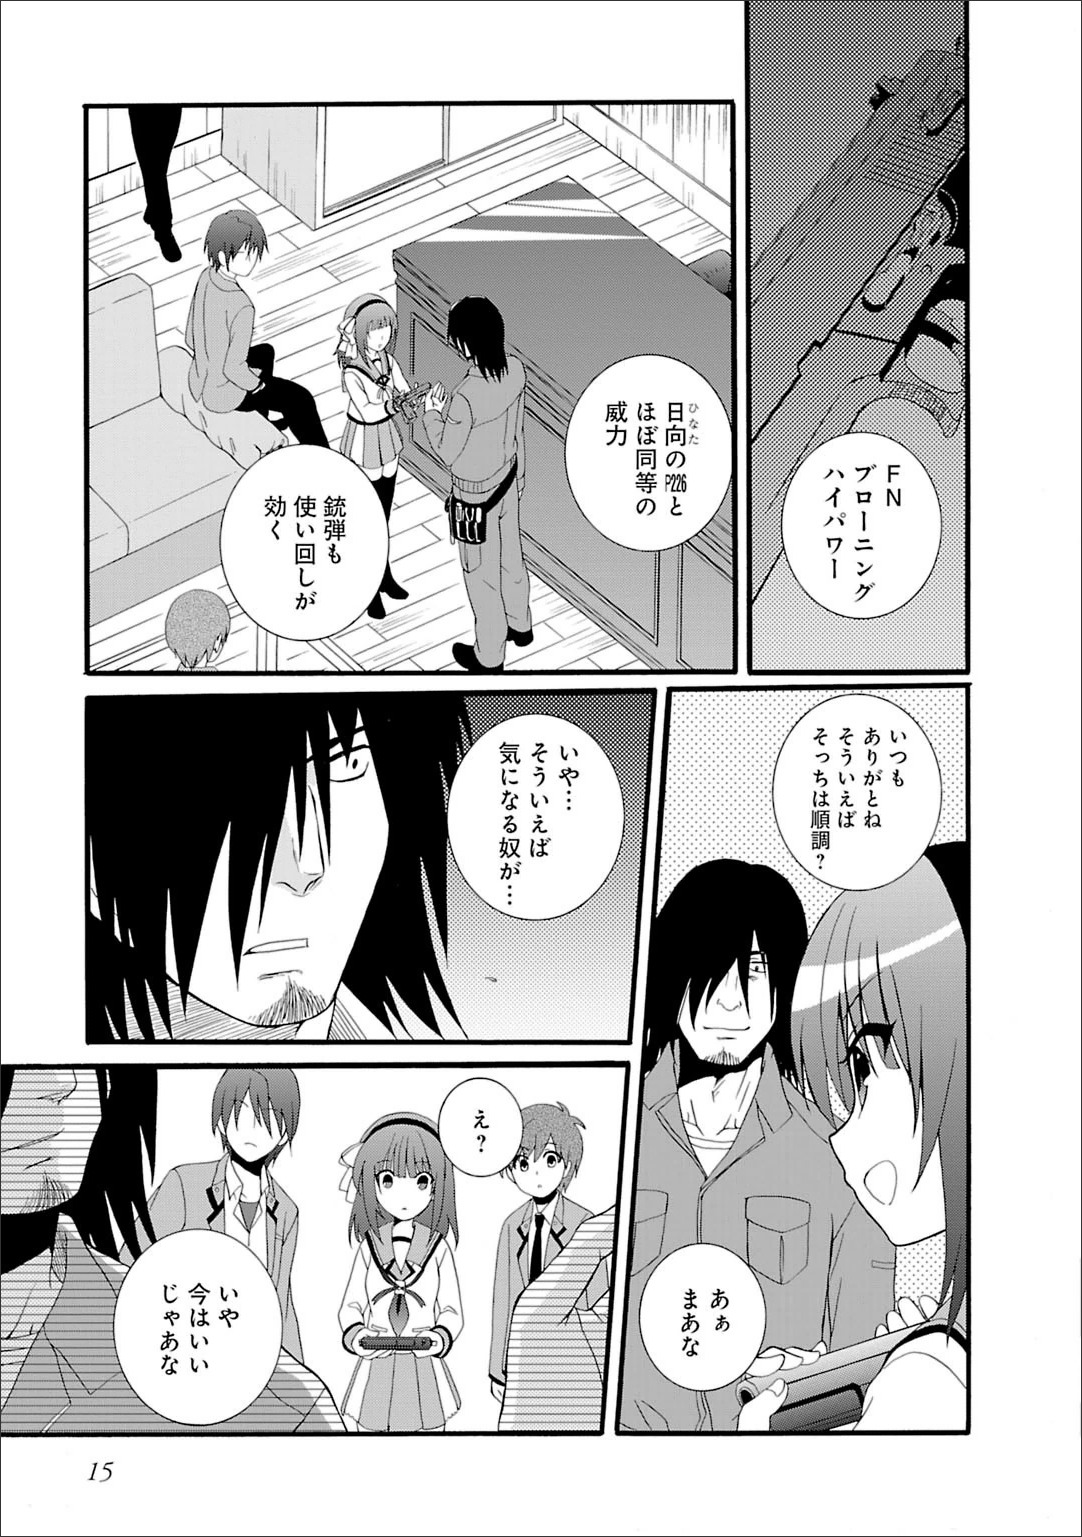 FN
ブローニング
ハイパワー
日向のP226と
ひなた
ほぼ同等の
威力
銃弾も
使い回しが
効く
いつも
ありがとね
そういえば
そっちは順調?
あぁ
まあな
いや…
そういえば
気になる奴が…
え?
いや
今はいい
じゃあな
15